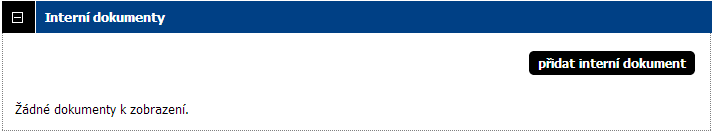 Interní dokumenty
přidat interní dokument
Žádné dokumenty k zobrazení.